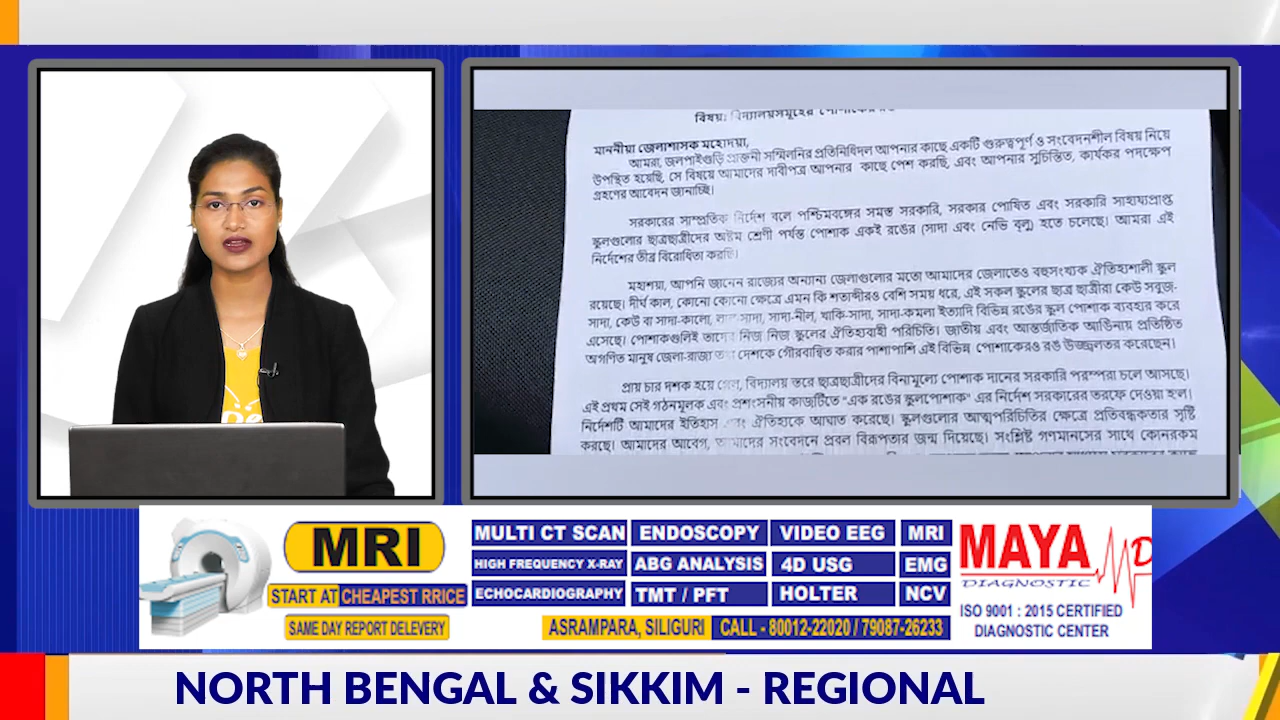 বিষয়: বিদ্যালয়সমূহের পোশাকের রঙ
মাননীয়া জেলাশাসক মহোদয়া,
আমরা, জলপাইগুড়ি প্রাক্তনী সম্মিলনির প্রতিনিধিদল আপনার কাছে একটি গুরুত্বপূর্ণ ও সংবেদনশীল বিষয় নিয়ে
উপস্থিত হয়েছি, সে বিষয়ে আমাদের দাবীপত্র আপনার কাছে পেশ করছি, এবং আপনার সুচিন্তিত, কার্যকর পদক্ষেপ
গ্রহণের আবেদন জানাচ্ছি।
সরকারের সাম্প্রতিক নির্দেশ বলে পশ্চিমবঙ্গের সমস্ত সরকারি, সরকার পোষিত এবং সরকারি সাহায্যপ্রাপ্ত
স্কুলগুলোর ছাত্রছাত্রীদের অষ্টম শ্রেণী পর্যন্ত পোশাক একই রঙের (সাদা এবং নেভি ব্লু) হতে চলেছে। আমরা এই
নির্দেশের তীব্র বিরোধিতা করছি।
মহাশয়া, আপনি জানেন রাজ্যের অন্যান্য জেলাগুলোর মতো আমাদের জেলাতেও বহুসংখ্যক ঐতিহ্যশালী স্কুল
রয়েছে। দীর্ঘ কাল, কোনো কোনো ক্ষেত্রে এমন কি শতাব্দীরও বেশি সময় ধরে, এই সকল স্কুলের ছাত্র ছাত্রীরা কেউ সবুজ-
সাদা, কেউ বা সাদা-কালো, লাল-সাদা, সাদা-নীল, খাকি-সাদা, সাদা-কমলা ইত্যাদি বিভিন্ন রঙের স্কুল পোশাক ব্যবহার করে
এসেছে। পোশাকগুলিই তাদের নিজ নিজ স্কুলের ঐতিহ্যবাহী পরিচিতি। জাতীয় এবং আন্তর্জাতিক আঙিনায় প্রতিষ্ঠিত
অগণিত মানুষ জেলা-রাজ্য তথা দেশকে গৌরবান্বিত করার পাশাপাশি এই বিভিন্ন পোশাকেরও রঙ উজ্জ্বলতর করেছেন।
প্রায় চার দশক হয়ে গেল, বিদ্যালয় স্তরে ছাত্রছাত্রীদের বিনামূল্যে পোশাক দানের সরকারি পরম্পরা চলে আসছে।
এই প্রথম সেই গঠনমূলক এবং প্রশংসনীয় কাজটিতে "এক রঙের স্কুলপোশাক" এর নির্দেশ সরকারের তরফে দেওয়া হল।
নির্দেশটি আমাদের ইতিহাস এবং ঐতিহ্যকে আঘাত করেছে। স্কুলগুলোর আত্মপরিচিতির ক্ষেত্রে প্রতিবন্ধকতার সৃষ্টি
করছে। আমাদের আবেগ, আমাদের সংবেদনে প্রবল বিরূপতার জন্ম দিয়েছে। সংশ্লিষ্ট গণমানসের সাথে কোনরকম
MRI
START AT CHEAPEST RRICE
SAME DAY REPORT DELEVERY
MULTI CT SCAN ENDOSCOPY VIDEO EEG MRI
HIGH FREQUENCY X-RAY ABG ANALYSIS 4D USG EMG
ECHOCARDIOGRAPHY TMT / PFT HOLTER NCV
ASRAMPARA, SILIGURI CALL - 80012-22020 / 79087-26233
MAYA D
DIAGNOSTIC
ISO 9001 : 2015 CERTIFIED
DIAGNOSTIC CENTER
NORTH BENGAL & SIKKIM - REGIONAL